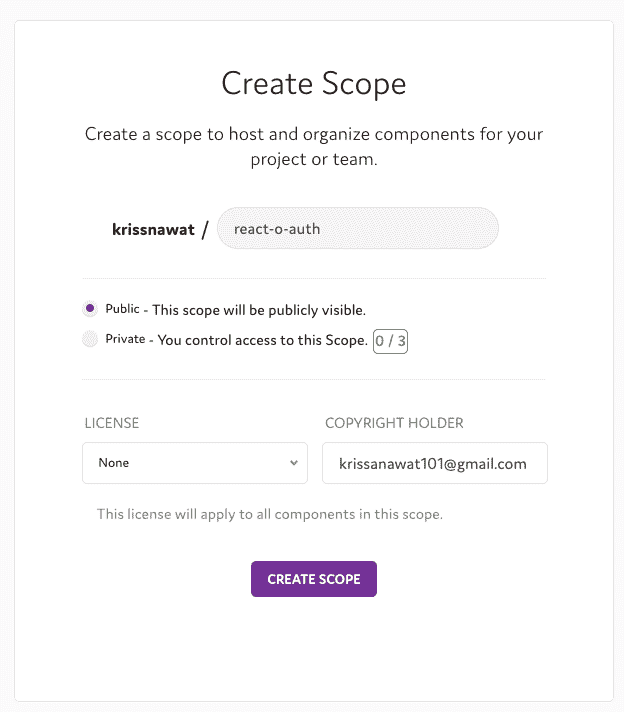 Create Scope
Create a scope to host and organize components for your
project or team.
krissnawat / react-o-auth
Public - This scope will be publicly visible.
Private - You control access to this Scope. 0 / 3
LICENSE COPYRIGHT HOLDER
None krissanawat101@gmail.com
This license will apply to all components in this scope.
CREATE SCOPE